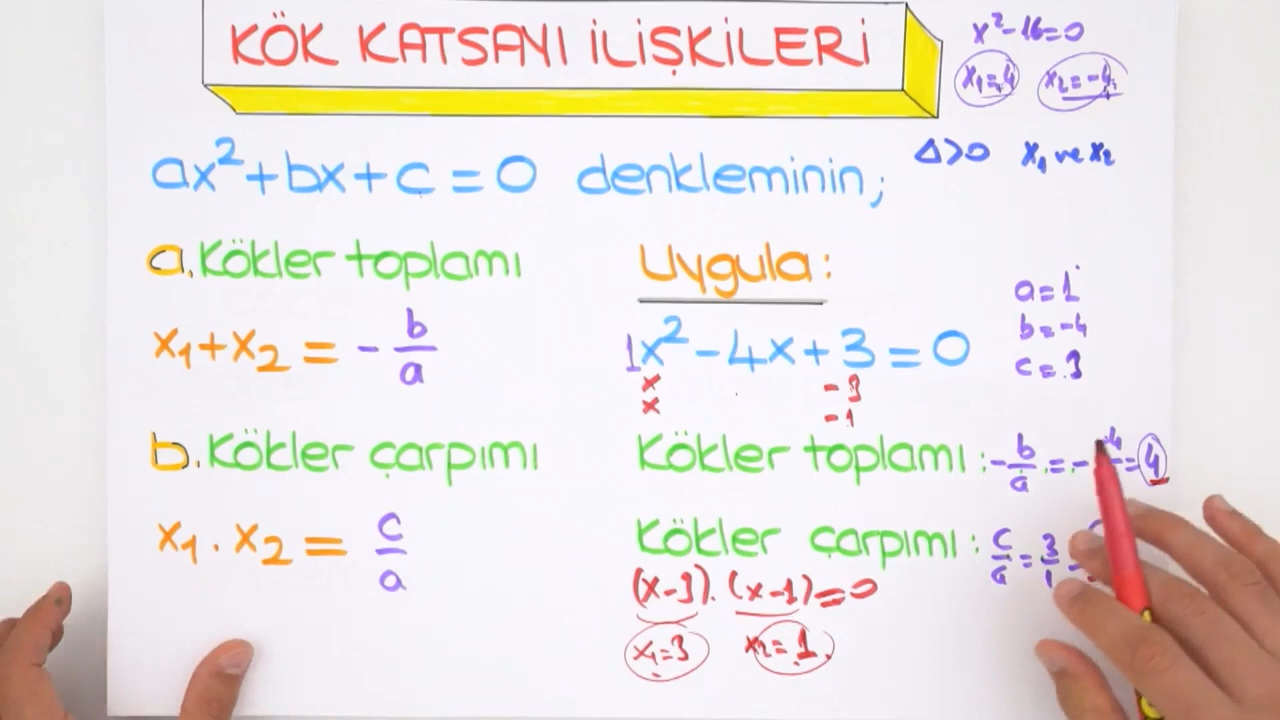 KÖK KATSAYI İLİŞKİLERİ
x²-16=0
x₁=4 x₂=-4
Δ>0 x₁ ve x₂
ax²+bx+c=0 denkleminin;
a. Kökler toplamı
x₁+x₂ = - b/a
b. Kökler çarpımı
x₁ . x₂ = c/a
Uygula:
1x²-4x+3=0
x -3
x -1
a=1
b=-4
c=3
Kökler toplamı : -b/a = - -4 = 4
Kökler çarpımı : c/a = 3/1 =
(x-3).(x-1)=0
x₁=3 x₂=1